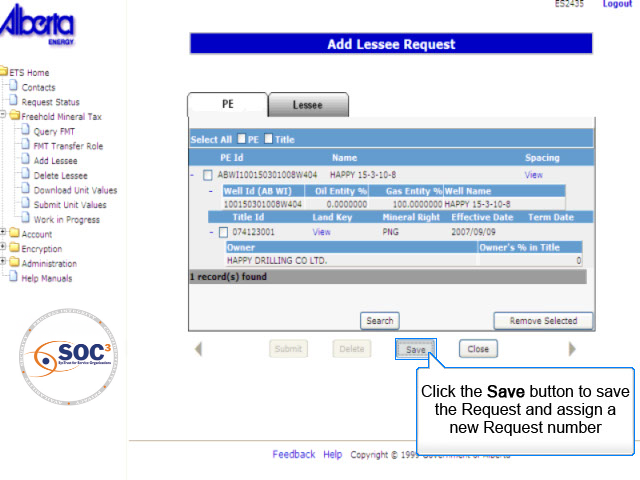 ES2435 Logout
Alberta
ENERGY
Add Lessee Request
ETS Home
Contacts
Request Status
Freehold Mineral Tax
Query FMT
FMT Transfer Role
Add Lessee
Delete Lessee
Download Unit Values
Submit Unit Values
Work in Progress
Account
Encryption
Administration
Help Manuals
SOC3
SysTrust for Service Organizations
PE Lessee
Select All PE Title
PE Id Name Spacing
- ABWI100150301008W404 HAPPY 15-3-10-8 View
- Well Id (AB WI) Oil Entity % Gas Entity % Well Name
100150301008W404 0.0000000 100.0000000 HAPPY 15-3-10-8
Title Id Land Key Mineral Right Effective Date Term Date
- 074123001 View PNG 2007/09/09
Owner Owner's % in Title
HAPPY DRILLING CO LTD. 0
1 record(s) found
Search Remove Selected
Submit Delete Save Close
Click the Save button to save
the Request and assign a
new Request number
Feedback Help Copyright © 1999 Government of Alberta